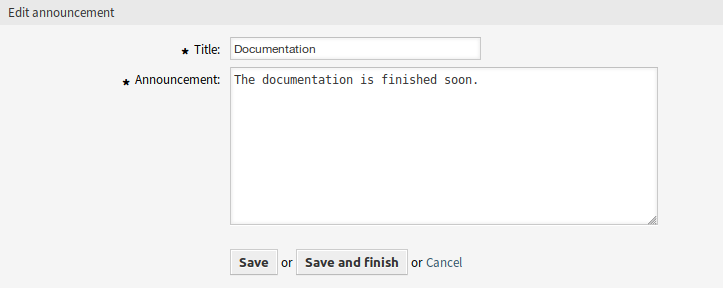 Edit announcement
★ Title: Documentation
★ Announcement: The documentation is finished soon.
Save or Save and finish or Cancel